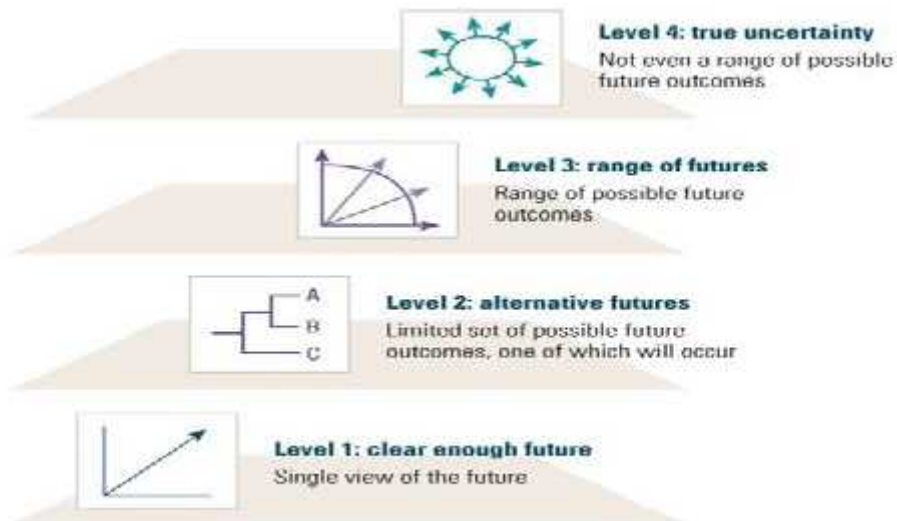 Level 4: true uncertainty
Not even a range of possible
future outcomes
Level 3: range of futures
Range of possible future
outcomes
A
B
C
Level 2: alternative futures
Limited set of possible future
outcomes, one of which will occur
Level 1: clear enough future
Single view of the future